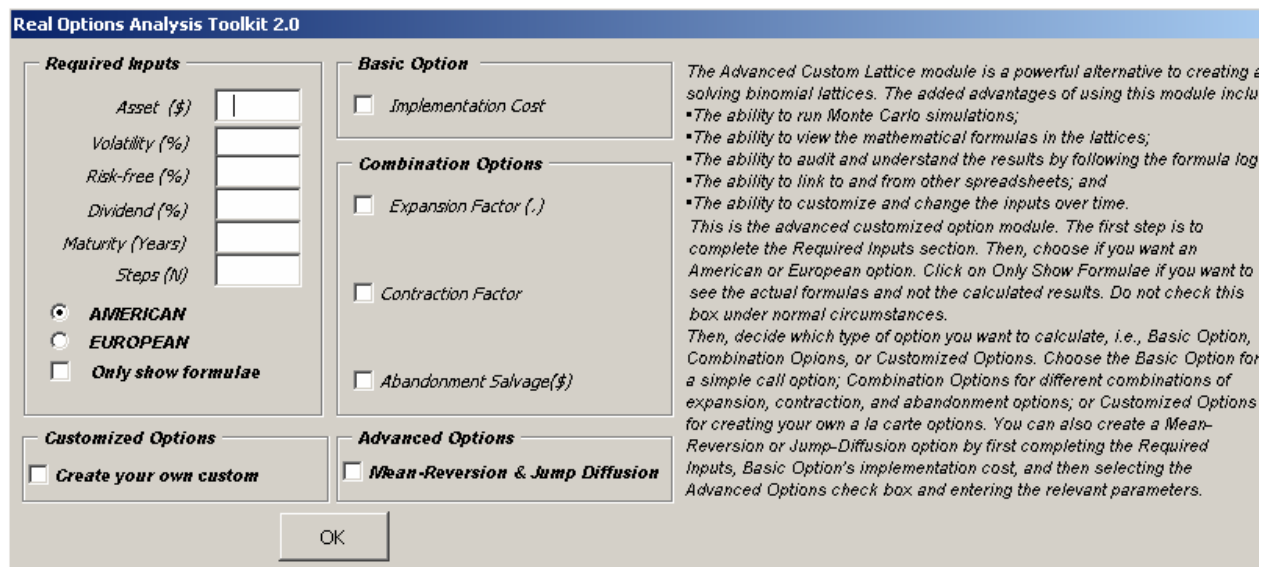 Real Options Analysis Toolkit 2.0
Required Inputs
Asset ($)
Volatility (%)
Risk-free (%)
Dividend (%)
Maturity (Years)
Steps (N)
AMERICAN
EUROPEAN
Only show formulae
Basic Option
Implementation Cost
Combination Options
Expansion Factor (.)
Contraction Factor
Abandonment Salvage($)
Customized Options
Create your own custom
Advanced Options
Mean-Reversion & Jump Diffusion
OK
The Advanced Custom Lattice module is a powerful alternative to creating
solving binomial lattices. The added advantages of using this module
▪The ability to run Monte Carlo simulations;
▪The ability to view the mathematical formulas in the lattices;
▪The ability to audit and understand the results by following the formula
▪The ability to link to and from other spreadsheets; and
▪The ability to customize and change the inputs over time.
This is the advanced customized option module. The first step is to
complete the Required Inputs section. Then, choose if you want an
American or European option. Click on Only Show Formulae if you want to
see the actual formulas and not the calculated results. Do not check this
box under normal circumstances.
Then, decide which type of option you want to calculate, i.e., Basic Option,
Combination Opions, or Customized Options. Choose the Basic Option for
a simple call option; Combination Options for different combinations of
expansion, contraction, and abandonment options; or Customized Options
for creating your own a la carte options. You can also create a Mean-
Reversion or Jump-Diffusion option by first completing the Required
Inputs, Basic Option's implementation cost, and then selecting the
Advanced Options check box and entering the relevant parameters.